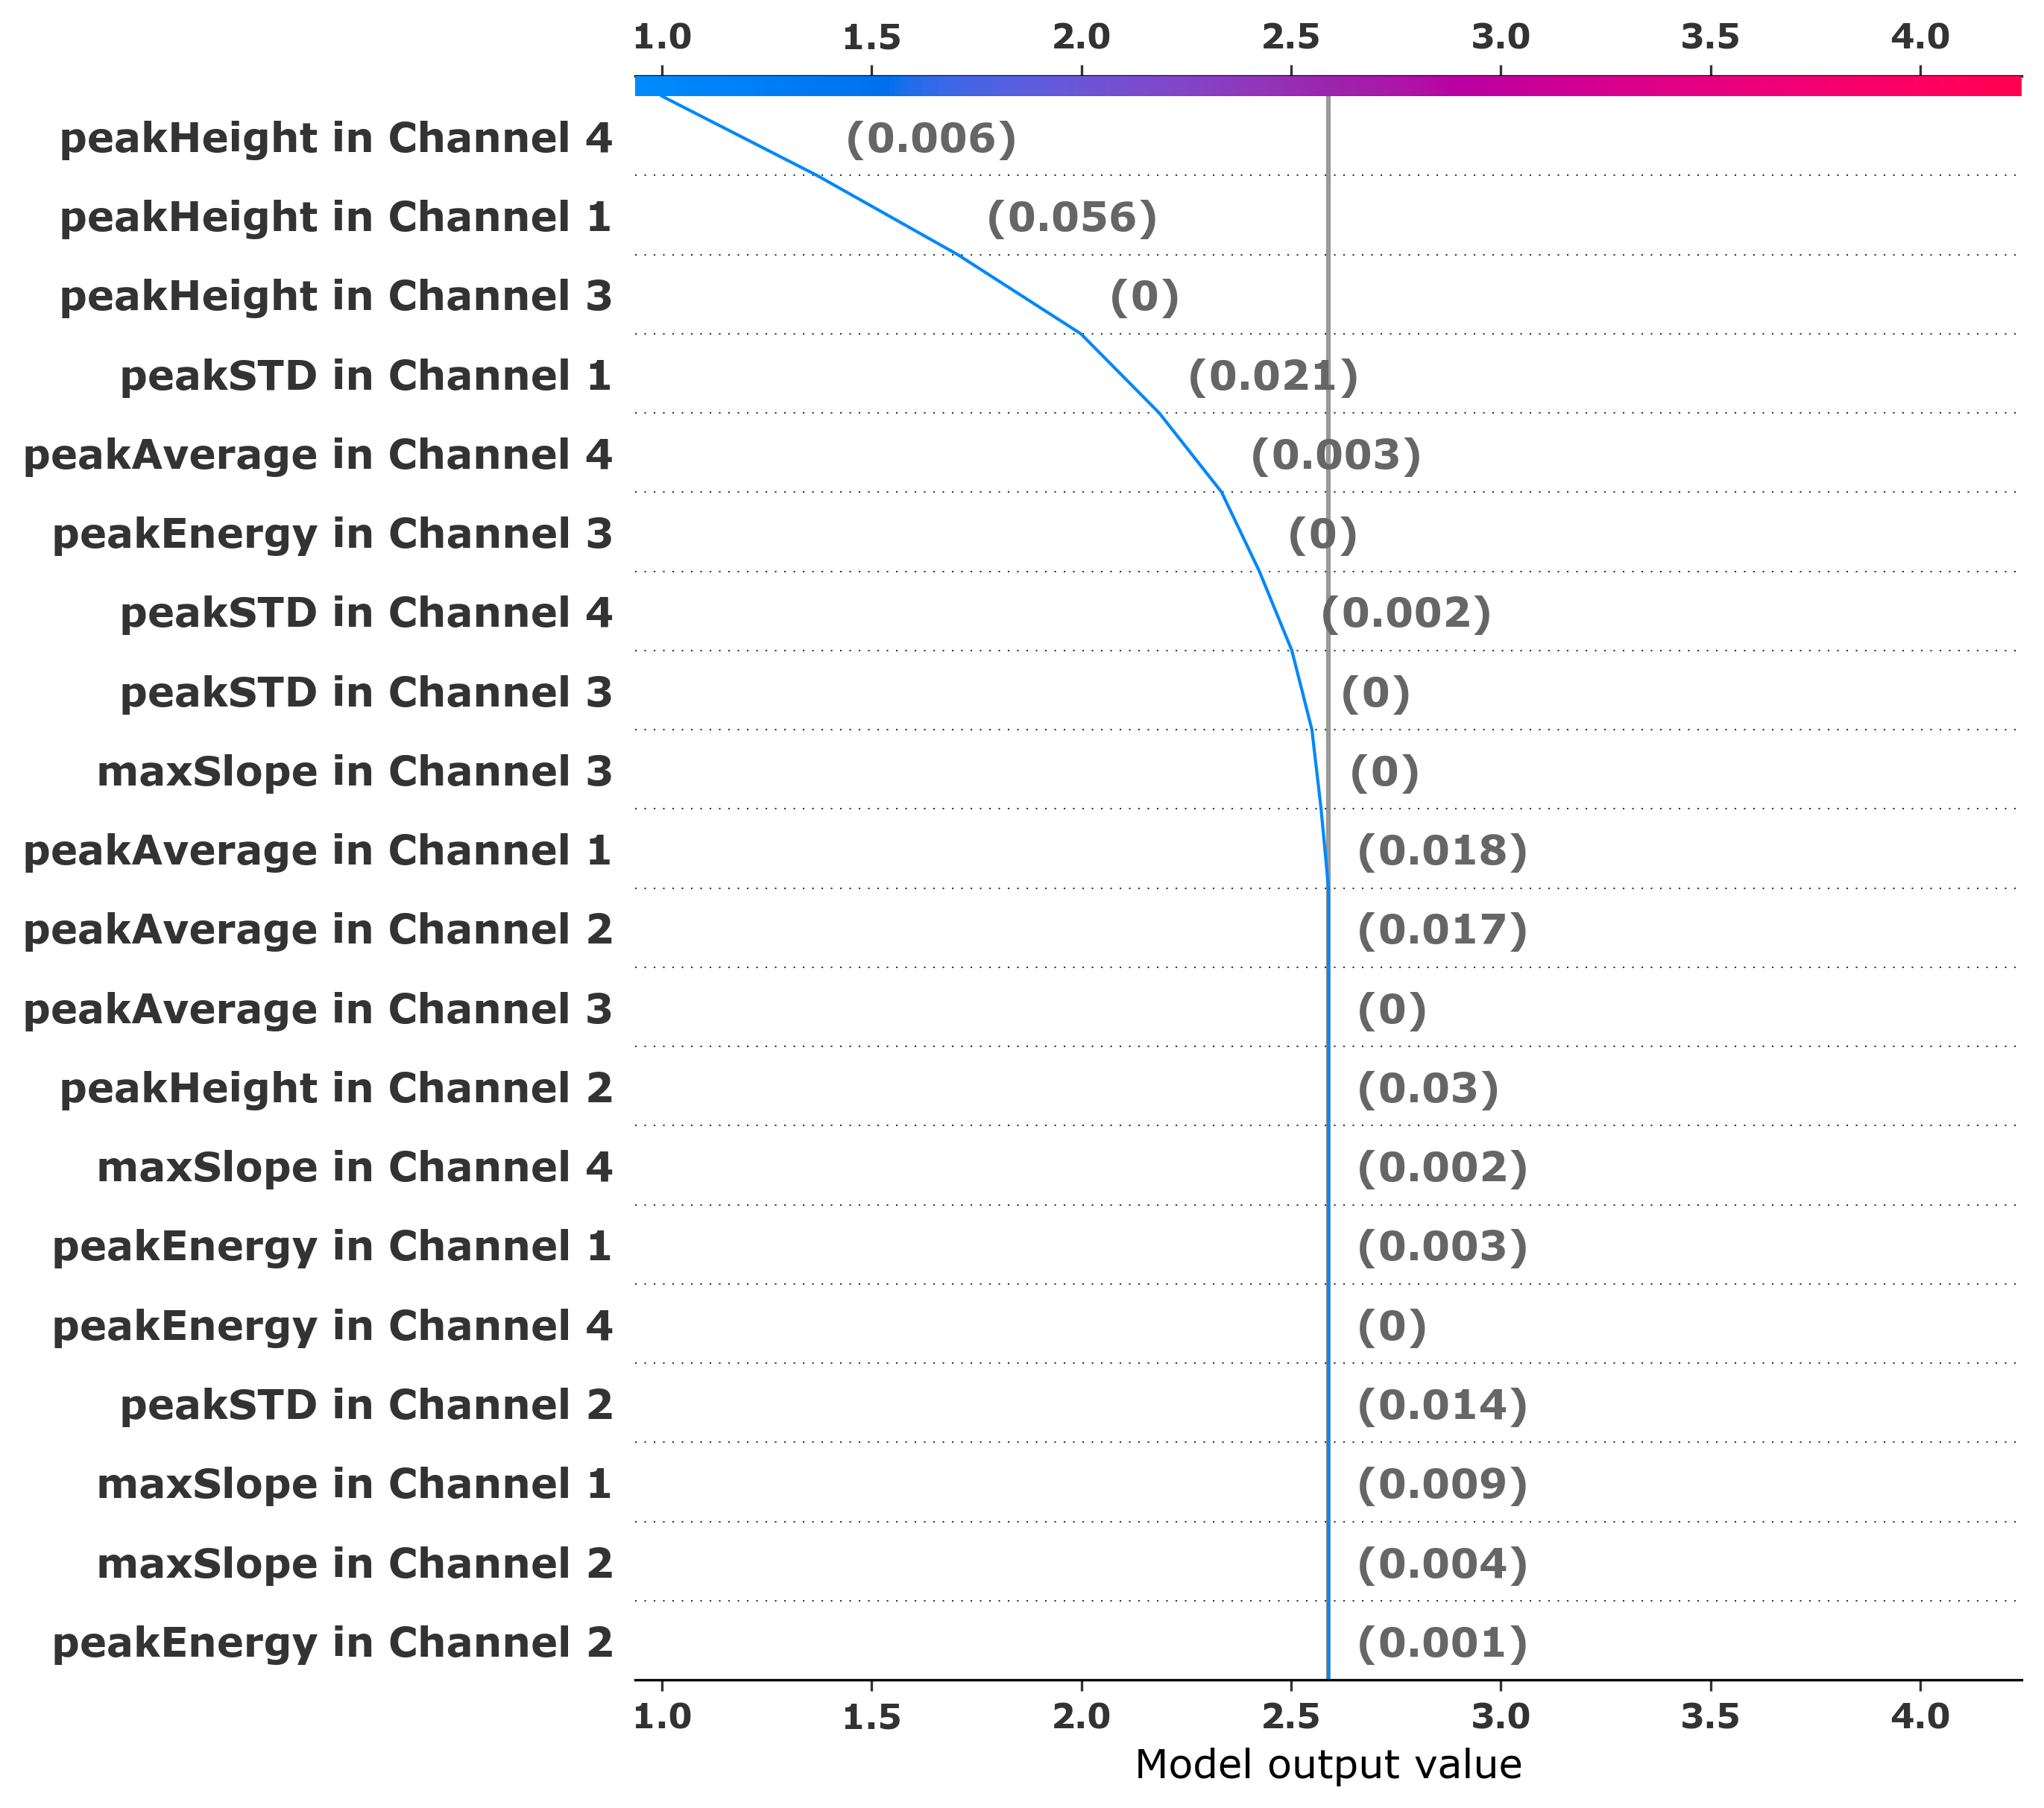 1.0 1.5 2.0 2.5 3.0 3.5 4.0
peakHeight in Channel 4 (0.006)
peakHeight in Channel 1 (0.056)
peakHeight in Channel 3 (0)
peakSTD in Channel 1 (0.021)
peakAverage in Channel 4 (0.003)
peakEnergy in Channel 3 (0)
peakSTD in Channel 4 (0.002)
peakSTD in Channel 3 (0)
maxSlope in Channel 3 (0)
peakAverage in Channel 1 (0.018)
peakAverage in Channel 2 (0.017)
peakAverage in Channel 3 (0)
peakHeight in Channel 2 (0.03)
maxSlope in Channel 4 (0.002)
peakEnergy in Channel 1 (0.003)
peakEnergy in Channel 4 (0)
peakSTD in Channel 2 (0.014)
maxSlope in Channel 1 (0.009)
maxSlope in Channel 2 (0.004)
peakEnergy in Channel 2 (0.001)
1.0 1.5 2.0 2.5 3.0 3.5 4.0
Model output value